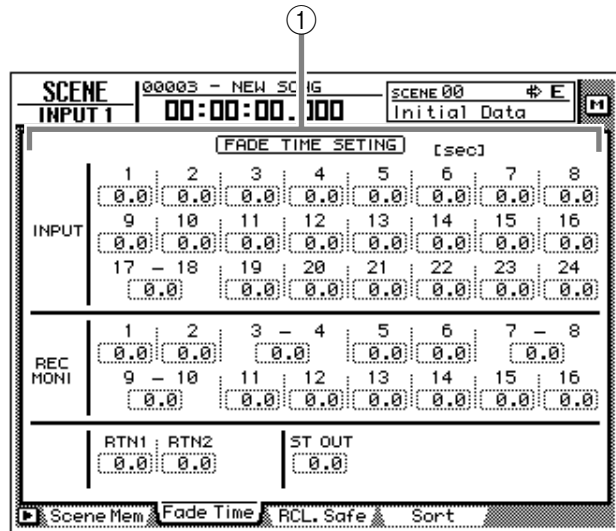 ①
SCENE 00003 - NEW SONG SCENE 00 E
INPUT 1 00:00:00.000 Initial Data M
FADE TIME SETING [sec]
1 2 3 4 5 6 7 8
0.0 0.0 0.0 0.0 0.0 0.0 0.0 0.0
INPUT 9 10 11 12 13 14 15 16
0.0 0.0 0.0 0.0 0.0 0.0 0.0 0.0
17 - 18 19 20 21 22 23 24
0.0 0.0 0.0 0.0 0.0 0.0 0.0
1 2 3 - 4 5 6 7 - 8
REC 0.0 0.0 0.0 0.0 0.0 0.0
MONI 9 - 10 11 12 13 14 15 16
0.0 0.0 0.0 0.0 0.0 0.0 0.0
RTN1 RTN2 ST OUT
0.0 0.0 0.0
Scene Mem Fade Time RCL. Safe Sort